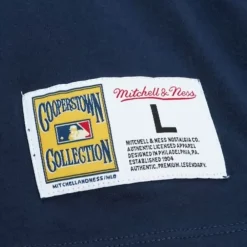 COOPERSTOWN
COLLECTION
MITCHELLANDNESS/MLB
Mitchell & Ness
L
MITCHELL & NESS NOSTALGIA CO.
AUTHENTIC LICENSED APPAREL
DESIGNED IN PHILADELPHIA, PA
ESTABLISHED 1904
AUTHENTIC. PREMIUM. LEGENDARY.